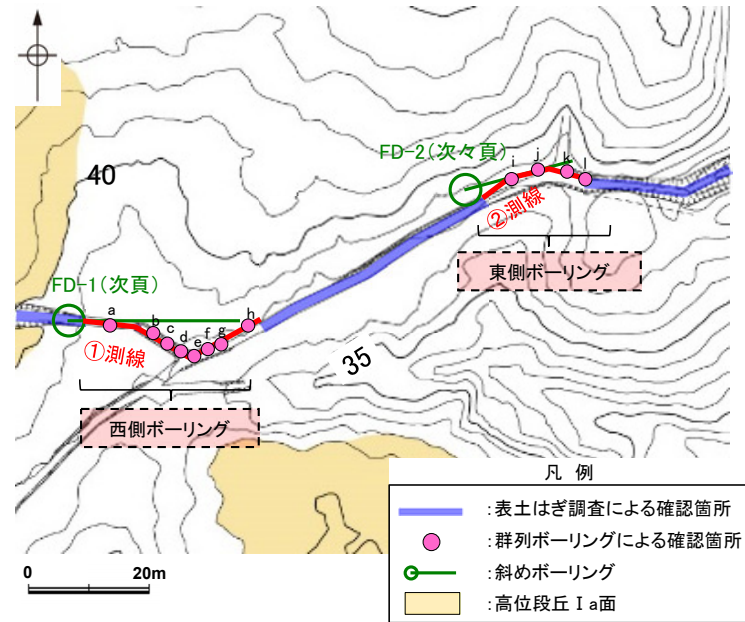 40
FD-2(次々頁)
i
j
k
l
②測線
東側ボーリング
FD-1(次頁)
a
b
c
d
e
f
g
h
①測線
35
西側ボーリング
凡 例
:表土はぎ調査による確認箇所
:群列ボーリングによる確認箇所
:斜めボーリング
:高位段丘Ⅰa面
0 20m